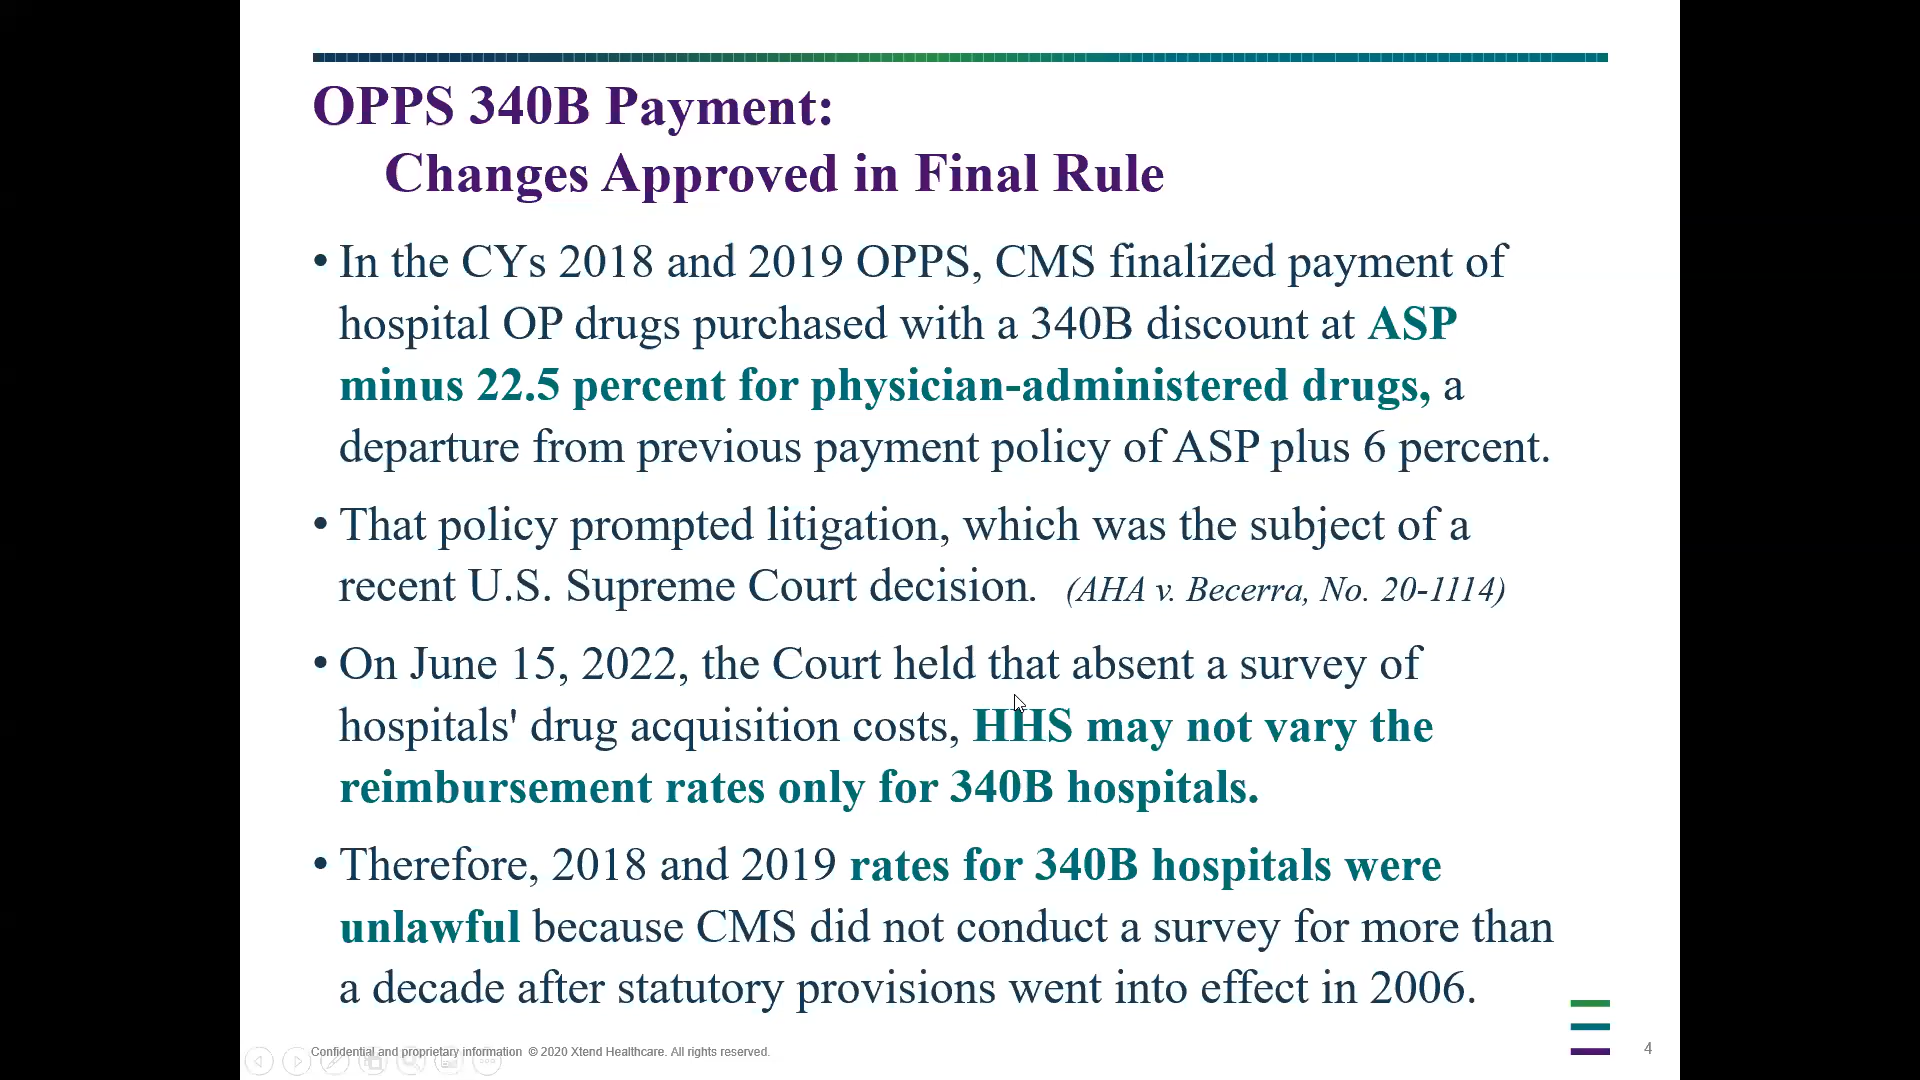 OPPS 340B Payment:
Changes Approved in Final Rule
• In the CYs 2018 and 2019 OPPS, CMS finalized payment of
hospital OP drugs purchased with a 340B discount at ASP
minus 22.5 percent for physician-administered drugs, a
departure from previous payment policy of ASP plus 6 percent.
• That policy prompted litigation, which was the subject of a
recent U.S. Supreme Court decision. (AHA v. Becerra, No. 20-1114)
• On June 15, 2022, the Court held that absent a survey of
hospitals' drug acquisition costs, HHS may not vary the
reimbursement rates only for 340B hospitals.
• Therefore, 2018 and 2019 rates for 340B hospitals were
unlawful because CMS did not conduct a survey for more than
a decade after statutory provisions went into effect in 2006.
Confidential and proprietary information © 2020 Xtend Healthcare. All rights reserved.
4